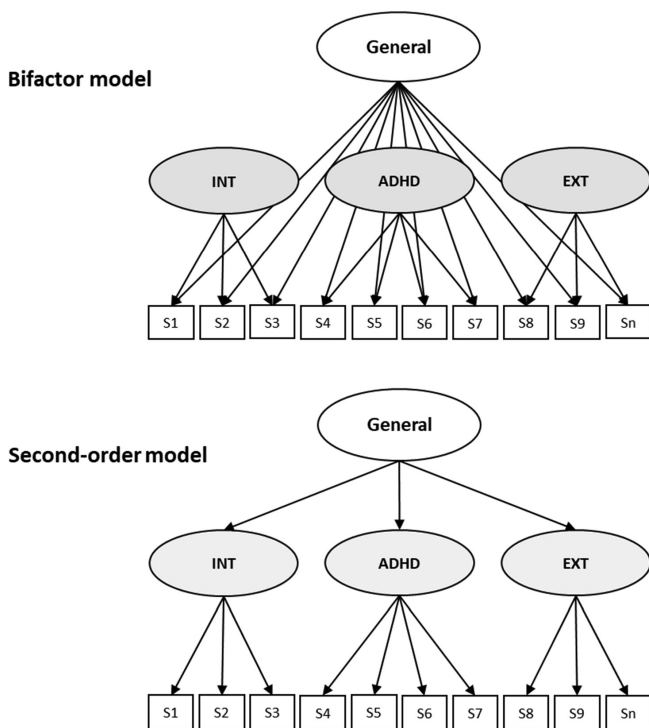 General
Bifactor model
INT ADHD EXT
S1 S2 S3 S4 S5 S6 S7 S8 S9 Sn
General
Second-order model
INT ADHD EXT
S1 S2 S3 S4 S5 S6 S7 S8 S9 Sn